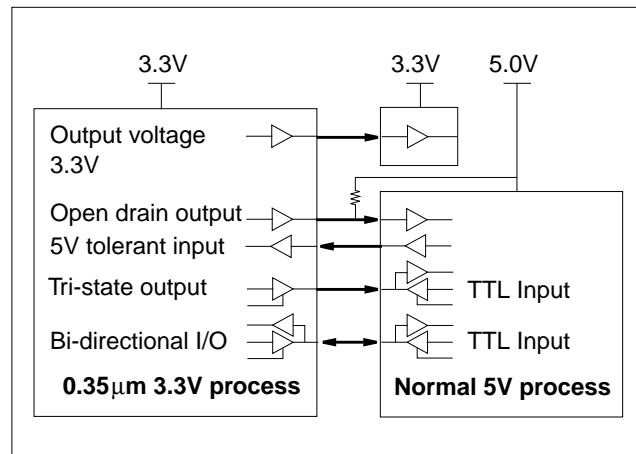 3.3V 3.3V 5.0V
Output voltage
3.3V
Open drain output
5V tolerant input
Tri-state output TTL Input
Bi-directional I/O TTL Input
0.35µm 3.3V process Normal 5V process